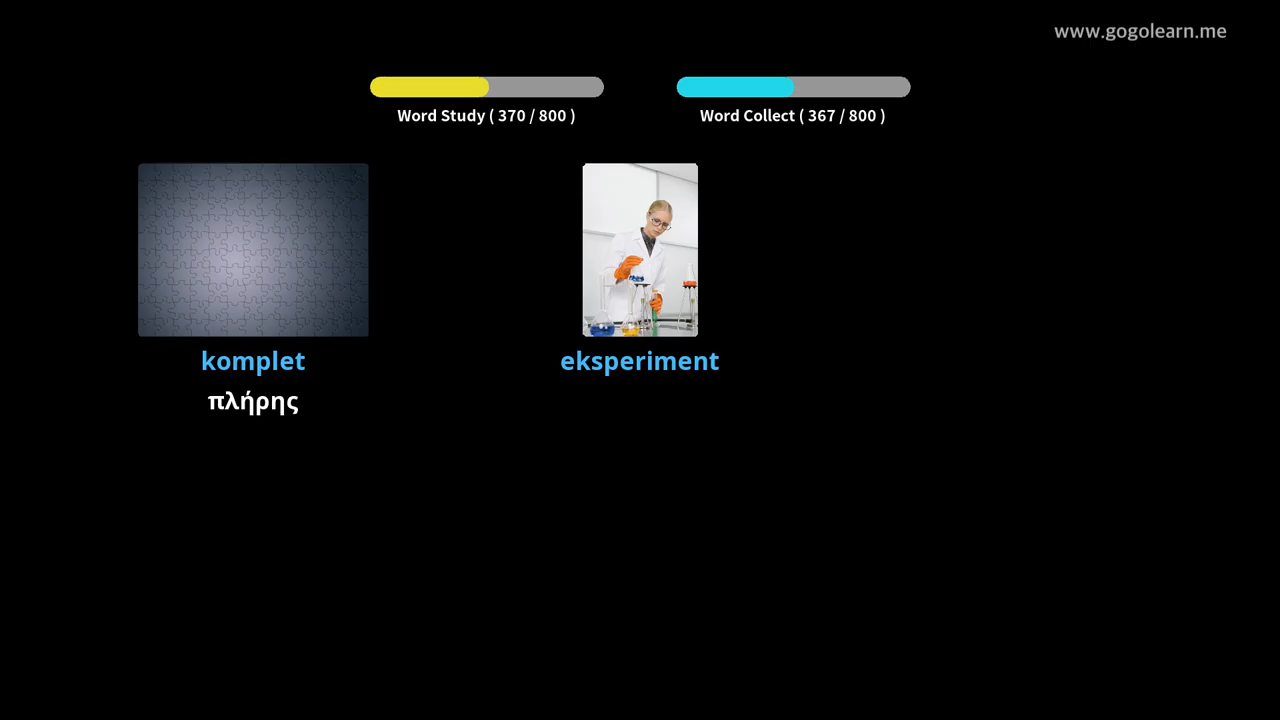 www.gogolearn.me
Word Study ( 370 / 800 )
Word Collect ( 367 / 800 )
komplet
eksperiment
πλήρης